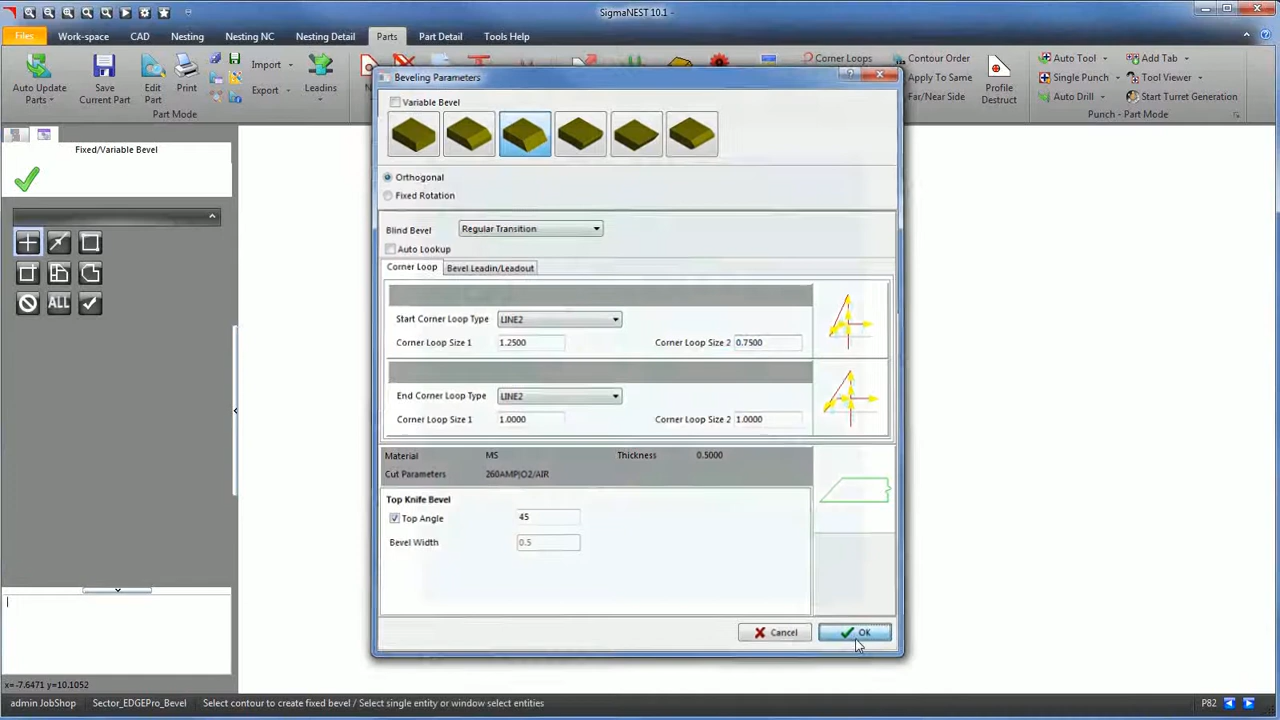 SigmaNEST 10.1 -
Files Work-space CAD Nesting Nesting NC Nesting Detail Parts Part Detail Tools Help
Auto Update Parts
Save Current Part
Edit Part
Print
Import
Export
Leadins
Part Mode
Corner Loops
Contour Order
Apply To Same
Far/Near Side
Profile Destruct
Auto Tool
Single Punch
Auto Drill
Add Tab
Tool Viewer
Start Turret Generation
Punch - Part Mode
Fixed/Variable Bevel
ALL
Beveling Parameters
Variable Bevel
Orthogonal
Fixed Rotation
Blind Bevel Regular Transition
Auto Lookup
Corner Loop Bevel Leadin/Leadout
Start Corner Loop Type LINE2
Corner Loop Size 1 1.2500 Corner Loop Size 2 0.7500
End Corner Loop Type LINE2
Corner Loop Size 1 1.0000 Corner Loop Size 2 1.0000
Material MS Thickness 0.5000
Cut Parameters 260AMP|O2/AIR
Top Knife Bevel
Top Angle 45
Bevel Width 0.5
Cancel OK
x=-7.6471 y=10.1052
admin JobShop Sector_EDGEPro_Bevel Select contour to create fixed bevel / Select single entity or window select entities P82